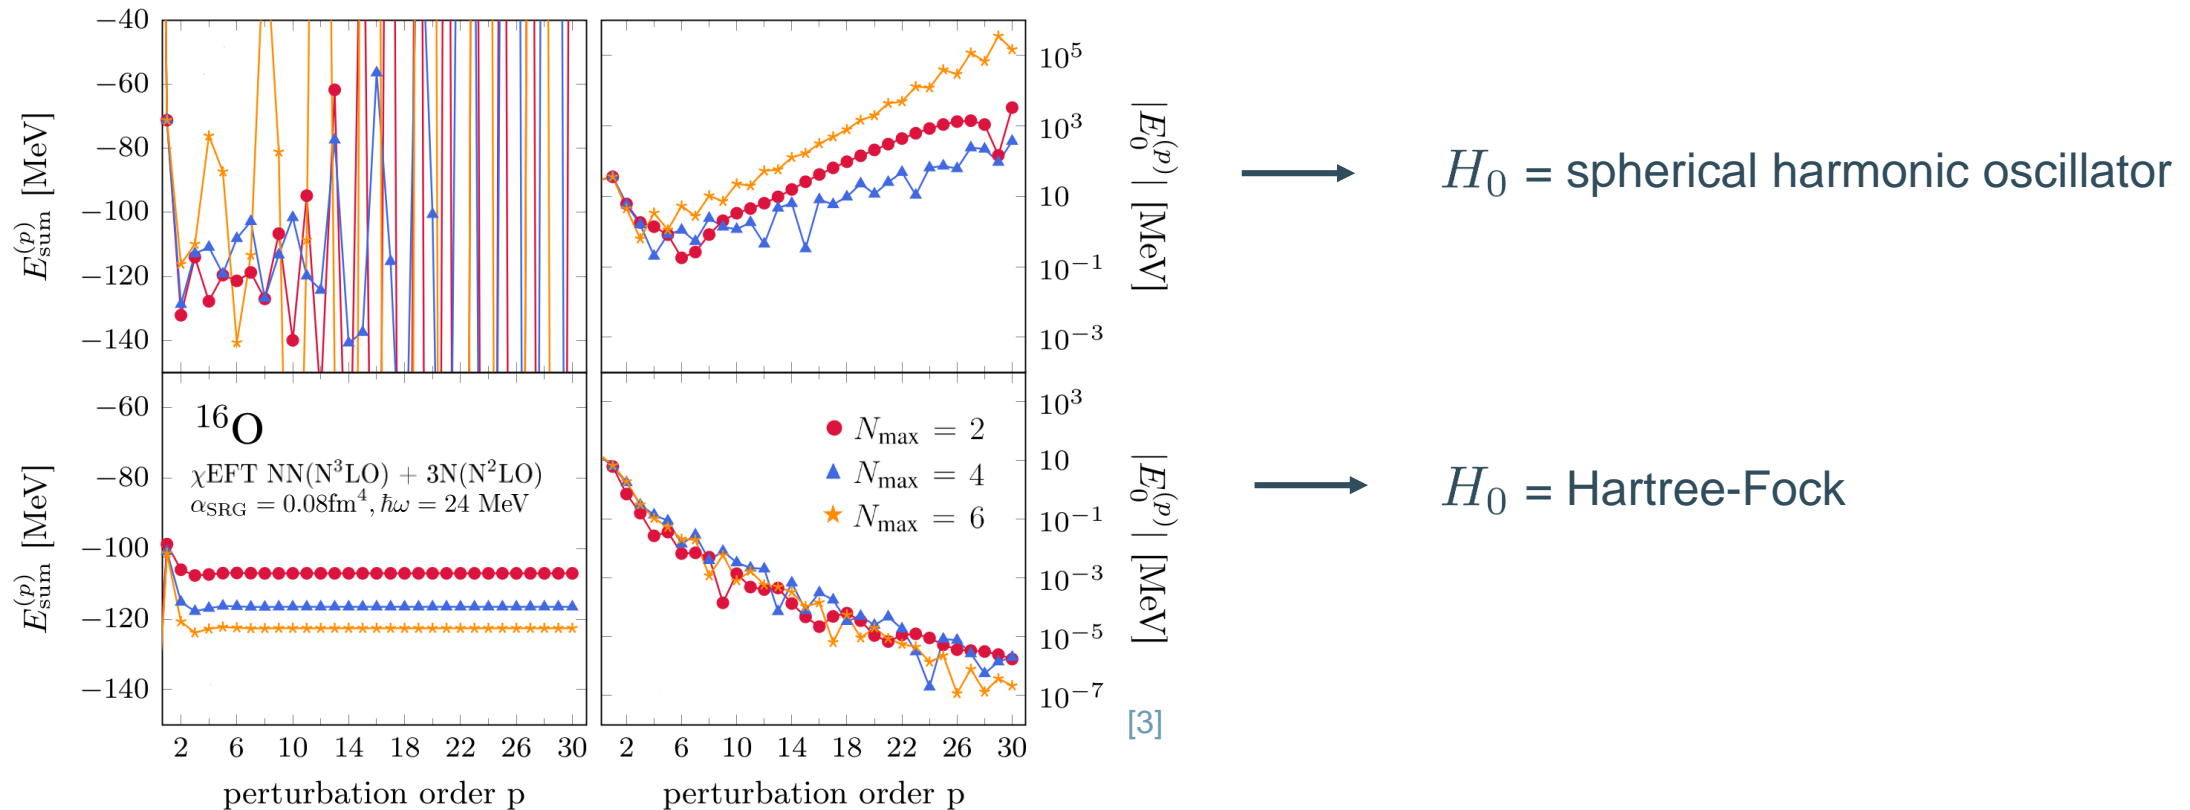 −40
−60
−80
−100
−120
−140
E_sum^(p) [MeV]
10^5
10^3
10
10^−1
10^−3
|E_0^(p)| [MeV]
H_0 = spherical harmonic oscillator
−60
−80
−100
−120
−140
E_sum^(p) [MeV]
^16O
χEFT NN(N^3LO) + 3N(N^2LO)
α_SRG = 0.08fm^4, ħω = 24 MeV
N_max = 2
N_max = 4
N_max = 6
10^3
10
10^−1
10^−3
10^−5
10^−7
|E_0^(p)| [MeV]
H_0 = Hartree-Fock
[3]
2 6 10 14 18 22 26 30
2 6 10 14 18 22 26 30
perturbation order p
perturbation order p